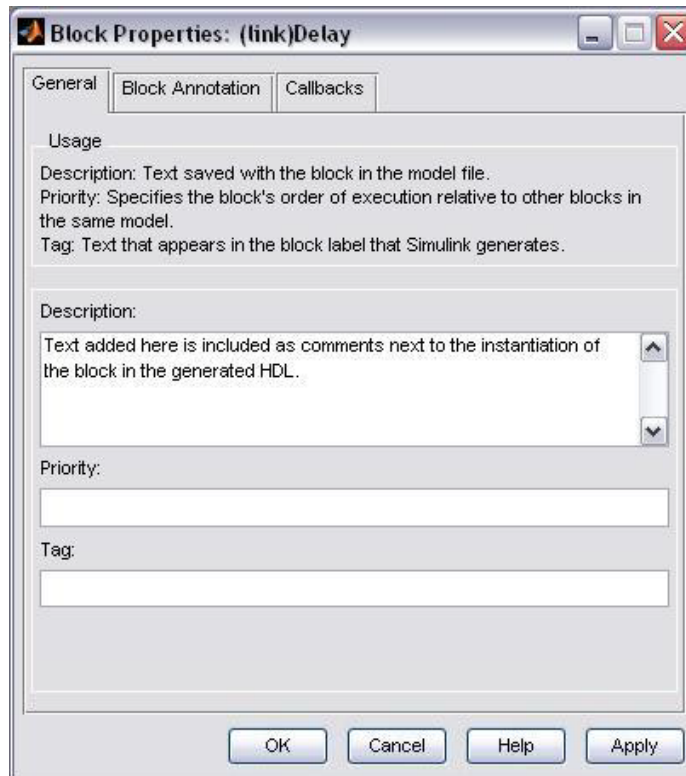 Block Properties: (link)Delay
General
Block Annotation
Callbacks
Usage
Description: Text saved with the block in the model file.
Priority: Specifies the block's order of execution relative to other blocks in
the same model.
Tag: Text that appears in the block label that Simulink generates.
Description:
Text added here is included as comments next to the instantiation of
the block in the generated HDL.
Priority:
Tag:
OK
Cancel
Help
Apply